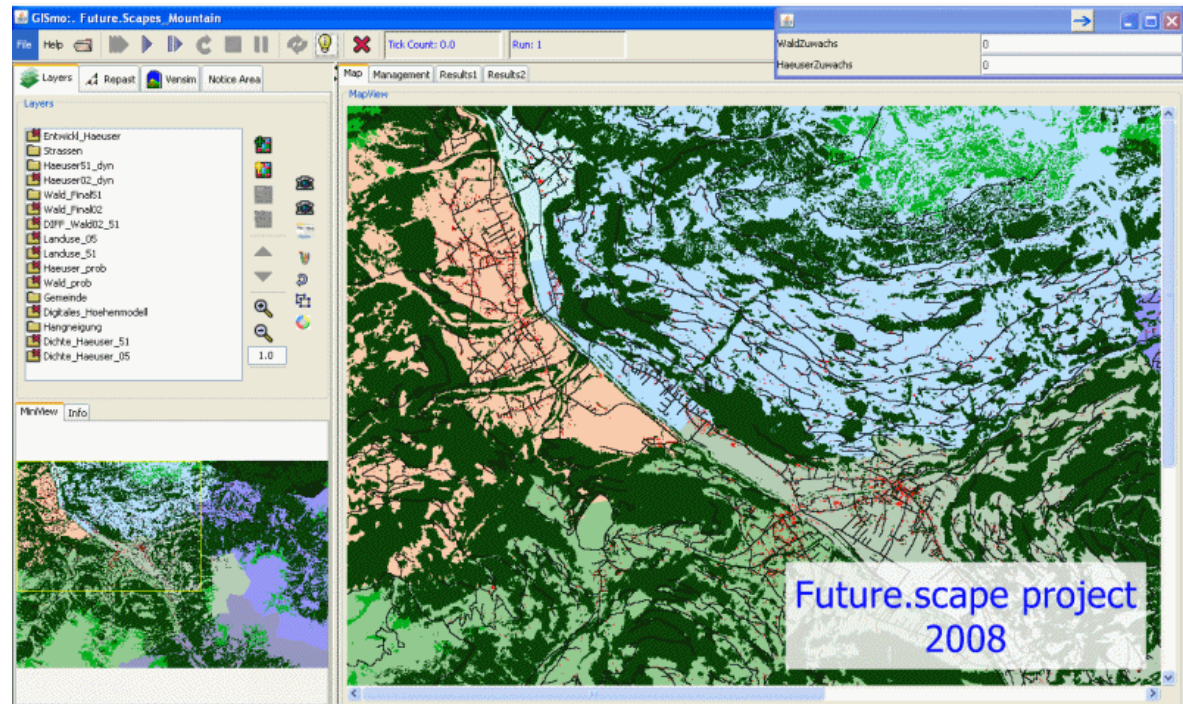 GISmo:. Future.Scapes_Mountain
File Help
Tick Count: 0.0
Run: 1
WaldZuwachs 0
HaeuserZuwachs 0
Layers Repast Vensim Notice Area
Map Management Results1 Results2
Layers
MapView
Entwickl_Haeuser
Strassen
Haeuser51_dyn
Haeuser02_dyn
Wald_Final51
Wald_Final02
DIFF_Wald02_51
Landuse_05
Landuse_51
Haeuser_prob
Wald_prob
Gemeinde
Digitales_Hoehenmodell
Hangneigung
Dichte_Haeuser_51
Dichte_Haeuser_05
1.0
MiniView Info
Future.scape project
2008